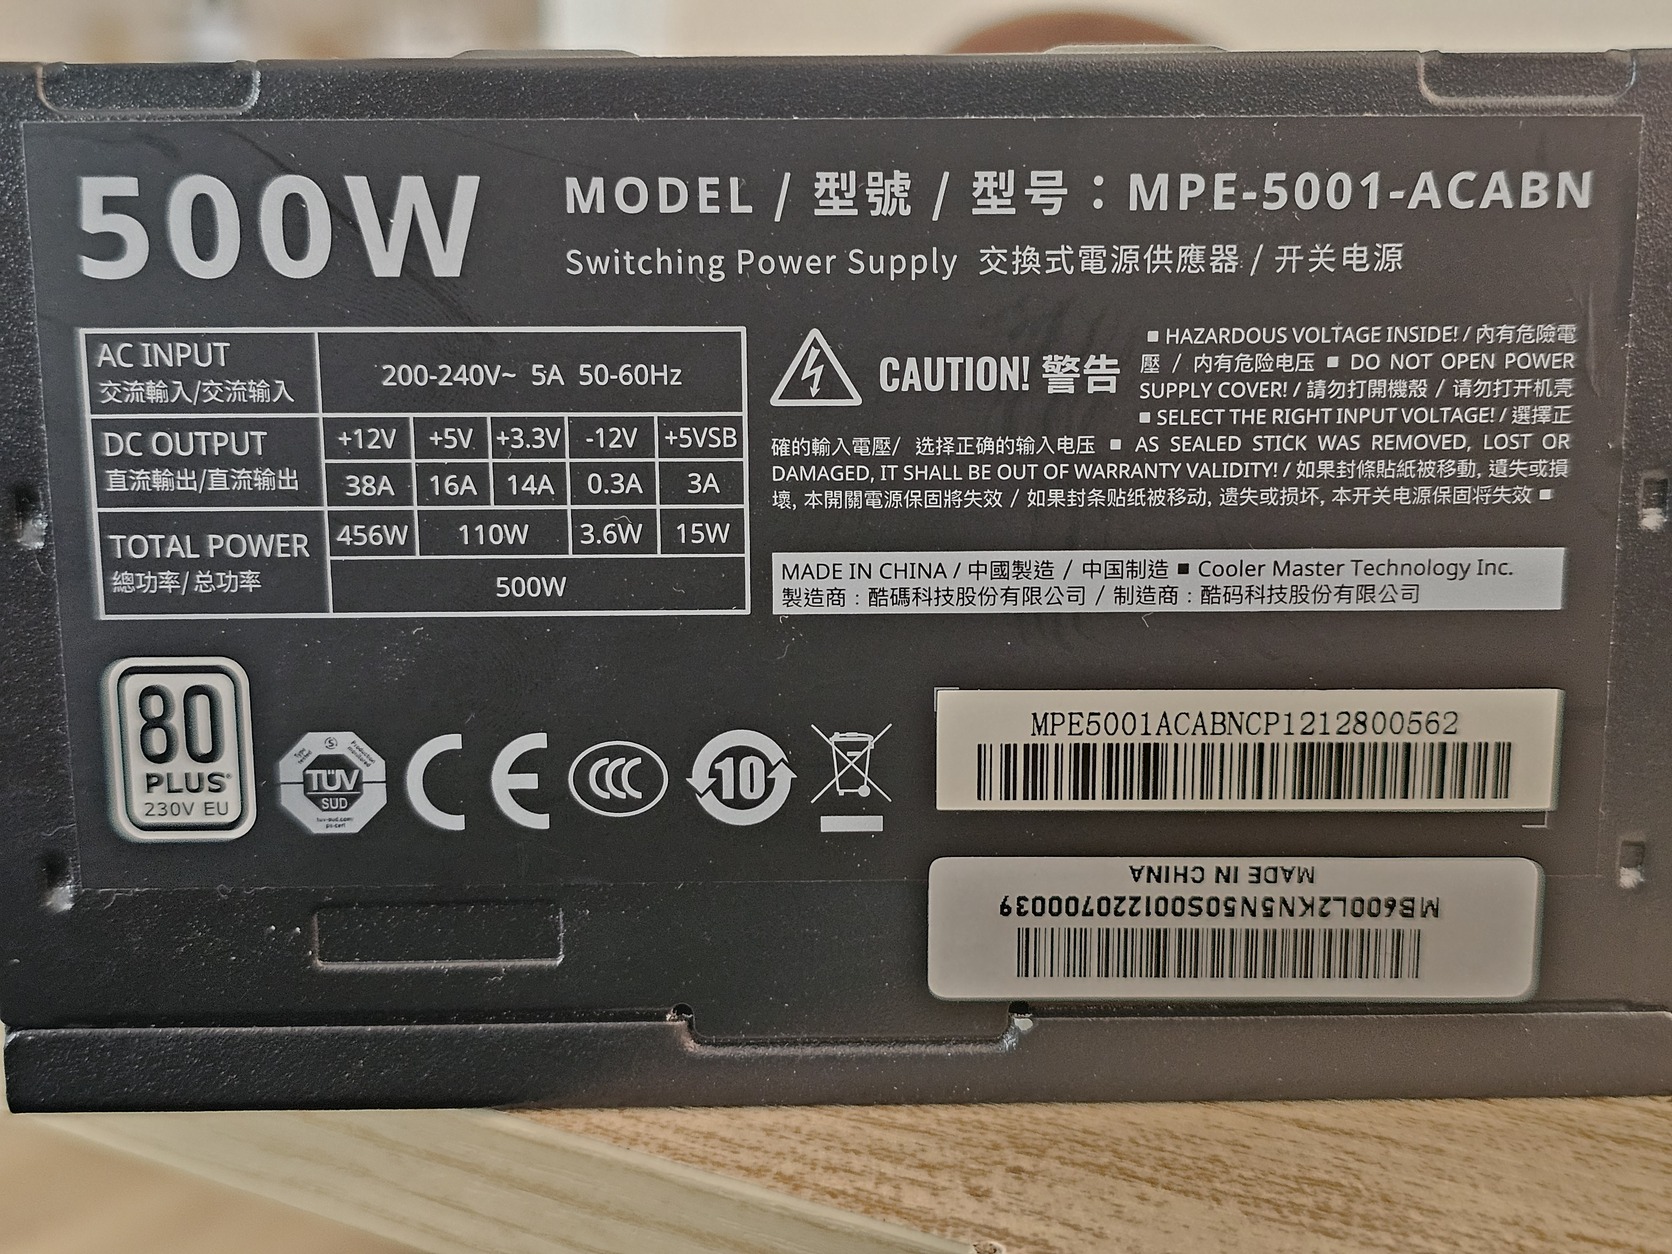 500W
MODEL / 型號 / 型号：MPE-5001-ACABN
Switching Power Supply 交換式電源供應器 / 开关电源
AC INPUT
交流輸入/交流输入
200-240V~ 5A 50-60Hz
DC OUTPUT
直流輸出/直流输出
+12V +5V +3.3V -12V +5VSB
38A 16A 14A 0.3A 3A
TOTAL POWER
總功率/总功率
456W 110W 3.6W 15W
500W
CAUTION! 警告
■ HAZARDOUS VOLTAGE INSIDE! / 內有危險電
壓 / 内有危险电压 ■ DO NOT OPEN POWER
SUPPLY COVER! / 請勿打開機殼 / 请勿打开机壳
■ SELECT THE RIGHT INPUT VOLTAGE! / 選擇正
確的輸入電壓/ 选择正确的输入电压 ■ AS SEALED STICK WAS REMOVED, LOST OR
DAMAGED, IT SHALL BE OUT OF WARRANTY VALIDITY! / 如果封條貼紙被移動, 遺失或損
壞, 本開關電源保固將失效 / 如果封条贴纸被移动, 遗失或损坏, 本开关电源保固将失效 ■
MADE IN CHINA / 中國製造 / 中国制造 ■ Cooler Master Technology Inc.
製造商：酷碼科技股份有限公司 / 制造商：酷码科技股份有限公司
80
PLUS
230V EU
Type tested
S
Production monitored
TÜV
SUD
tuv-sud.com/
ps-cert
CE
CCC
10
MPE5001ACABNCP1212800562
MADE IN CHINA
MB600L2KN5N50S001220700039